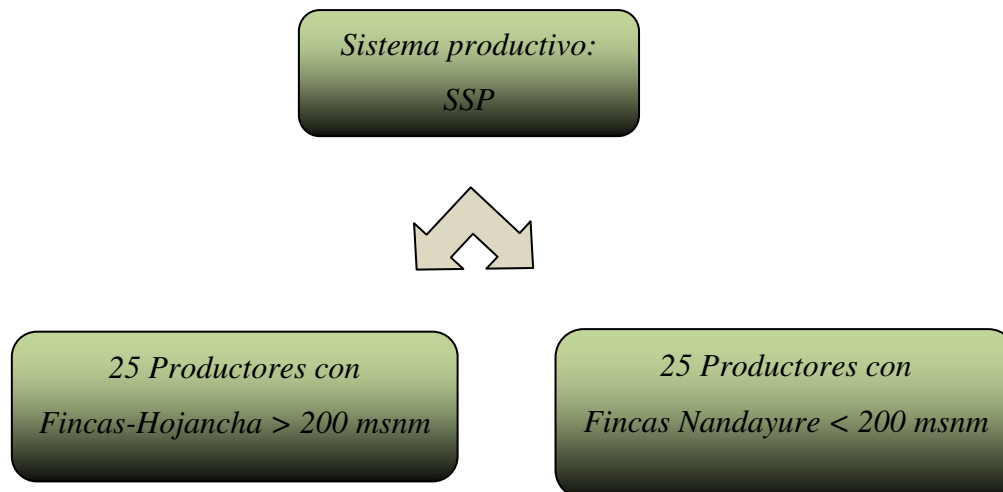 Sistema productivo:
SSP
25 Productores con
Fincas-Hojancha > 200 msnm
25 Productores con
Fincas Nandayure < 200 msnm